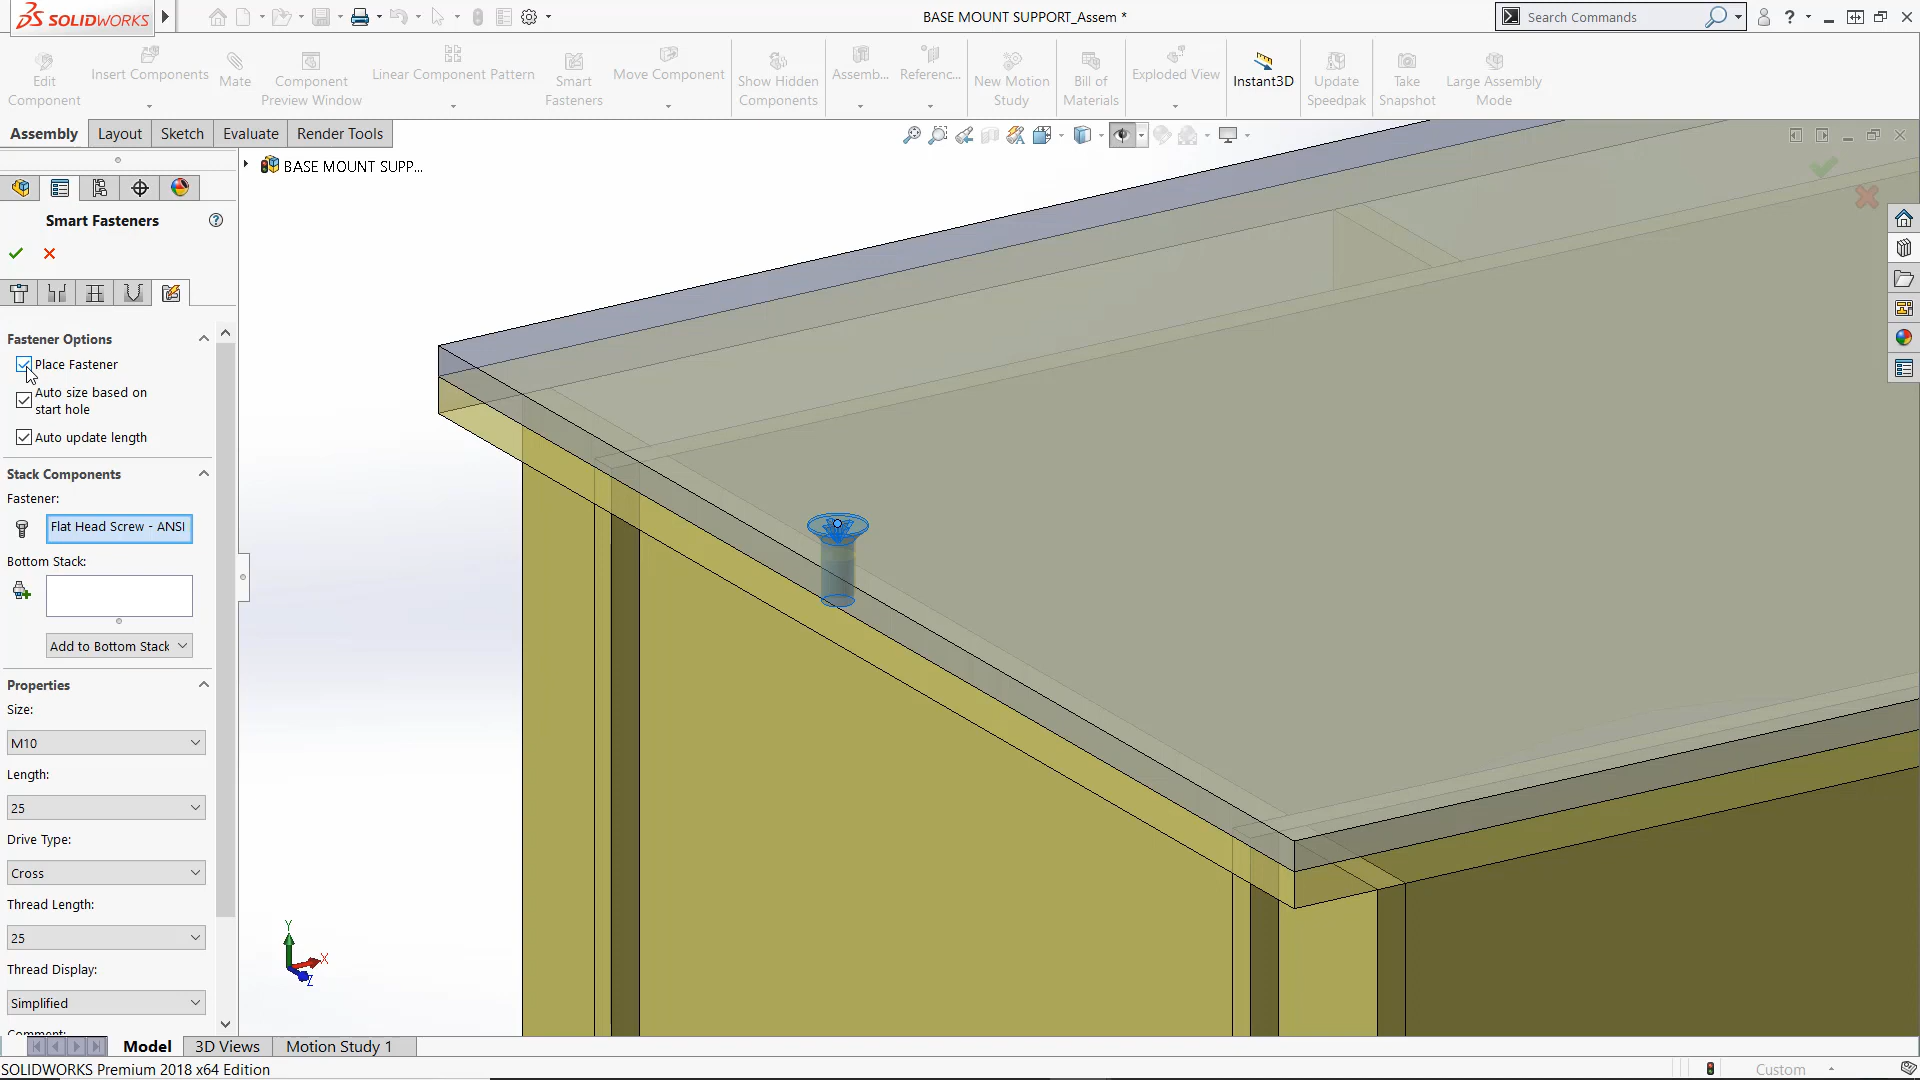 SOLIDWORKS
BASE MOUNT SUPPORT_Assem *
Search Commands
?
Edit Component
Insert Components
Mate
Component Preview Window
Linear Component Pattern
Smart Fasteners
Move Component
Show Hidden Components
Assemb...
Referenc...
New Motion Study
Bill of Materials
Exploded View
Instant3D
Update Speedpak
Take Snapshot
Large Assembly Mode
Assembly
Layout
Sketch
Evaluate
Render Tools
BASE MOUNT SUPP...
Smart Fasteners
?
Fastener Options
Place Fastener
Auto size based on
start hole
Auto update length
Stack Components
Fastener:
Flat Head Screw - ANSI
Bottom Stack:
Add to Bottom Stack
Properties
Size:
M10
Length:
25
Drive Type:
Cross
Thread Length:
25
Thread Display:
Simplified
Comment:
Y
X
Z
Model
3D Views
Motion Study 1
SOLIDWORKS Premium 2018 x64 Edition
Custom